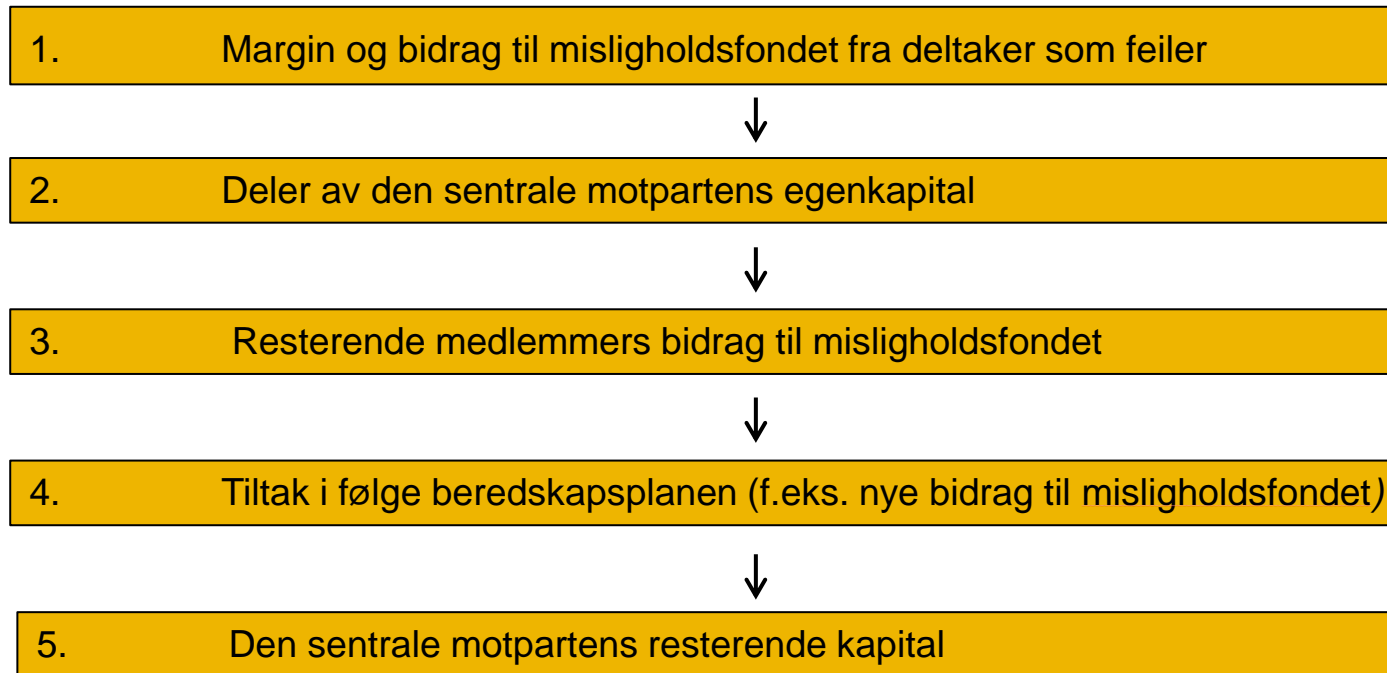 1. Margin og bidrag til misligholdsfondet fra deltaker som feiler
2. Deler av den sentrale motpartens egenkapital
3. Resterende medlemmers bidrag til misligholdsfondet
4. Tiltak i følge beredskapsplanen (f.eks. nye bidrag til misligholdsfondet)
5. Den sentrale motpartens resterende kapital